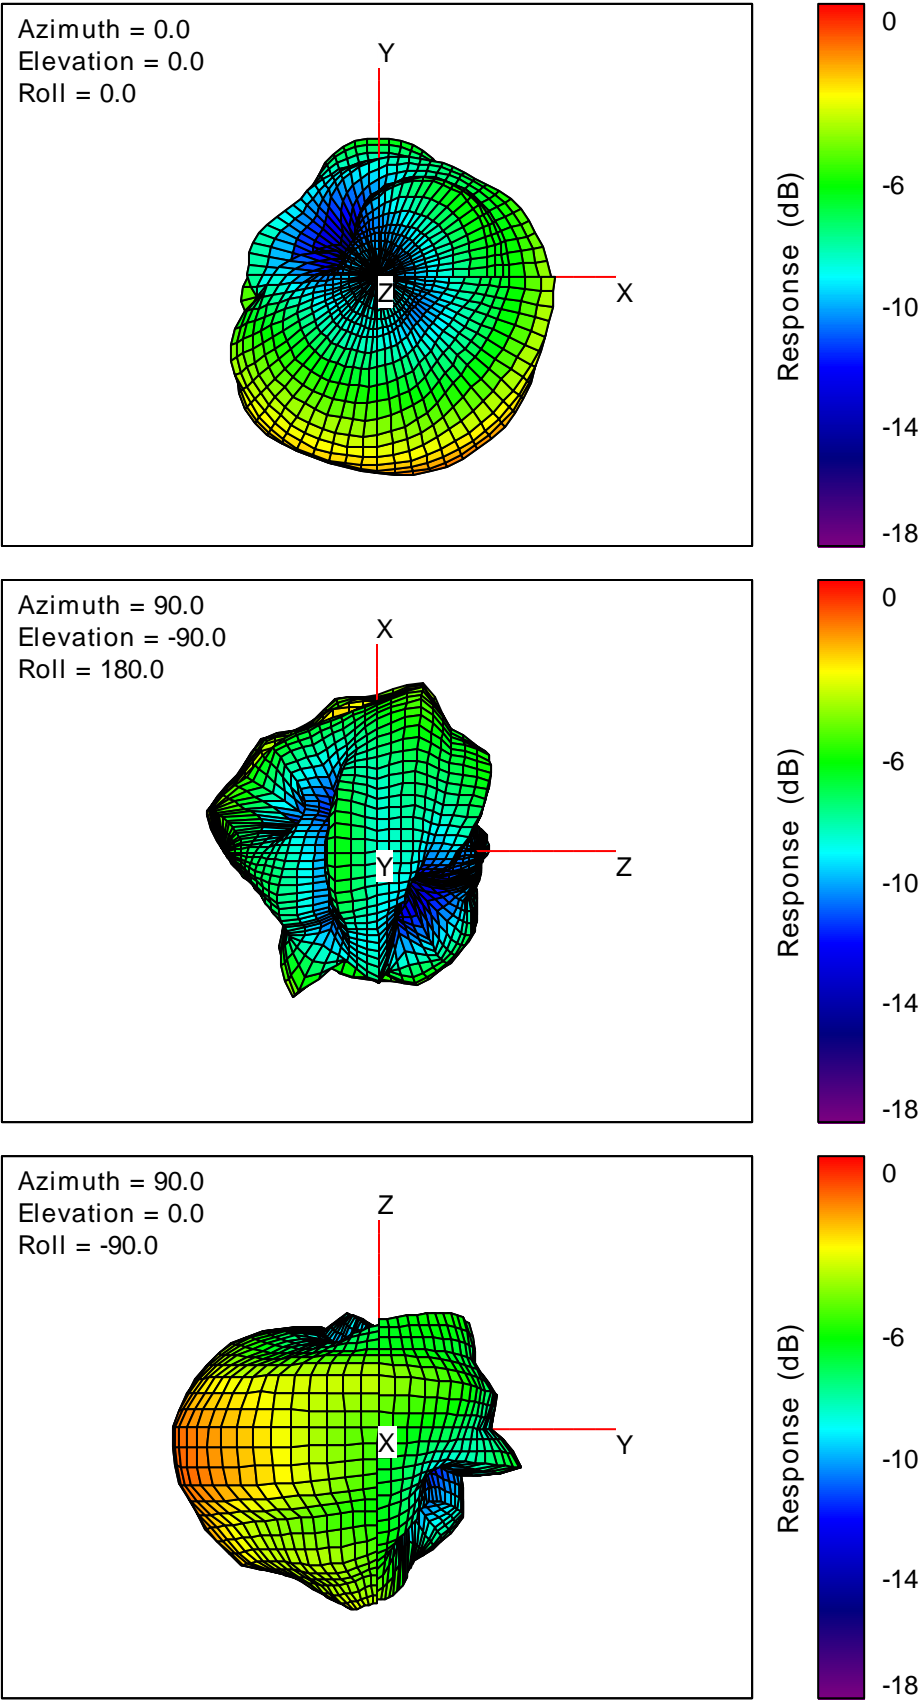 Azimuth = 0.0
Elevation = 0.0
Roll = 0.0
Y
X
Z
Response (dB)
0
-6
-10
-14
-18
Azimuth = 90.0
Elevation = -90.0
Roll = 180.0
X
Z
Y
Response (dB)
0
-6
-10
-14
-18
Azimuth = 90.0
Elevation = 0.0
Roll = -90.0
Z
Y
X
Response (dB)
0
-6
-10
-14
-18